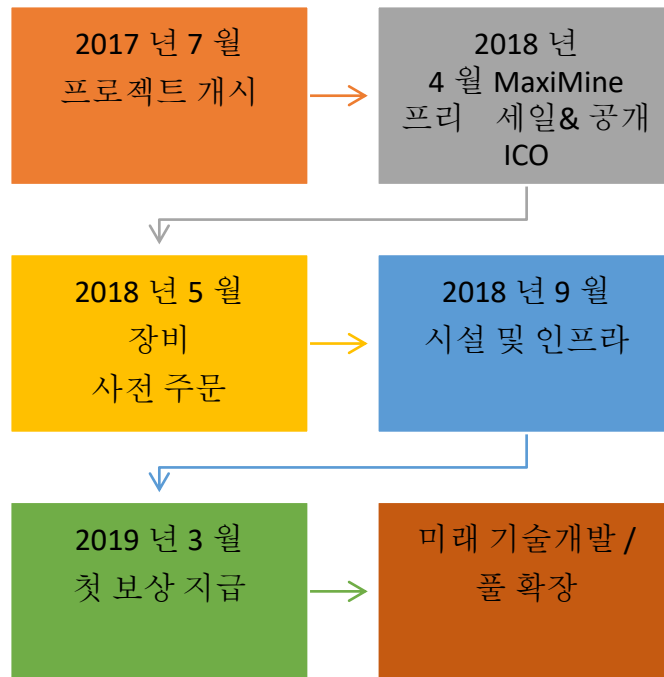 2017 년 7 월
프로젝트 개시
2018 년
4 월 MaxiMine
프리 세일& 공개
ICO
2018 년 5 월
장비
사전 주문
2018 년 9 월
시설 및 인프라
2019 년 3 월
첫 보상 지급
미래 기술개발 /
풀 확장